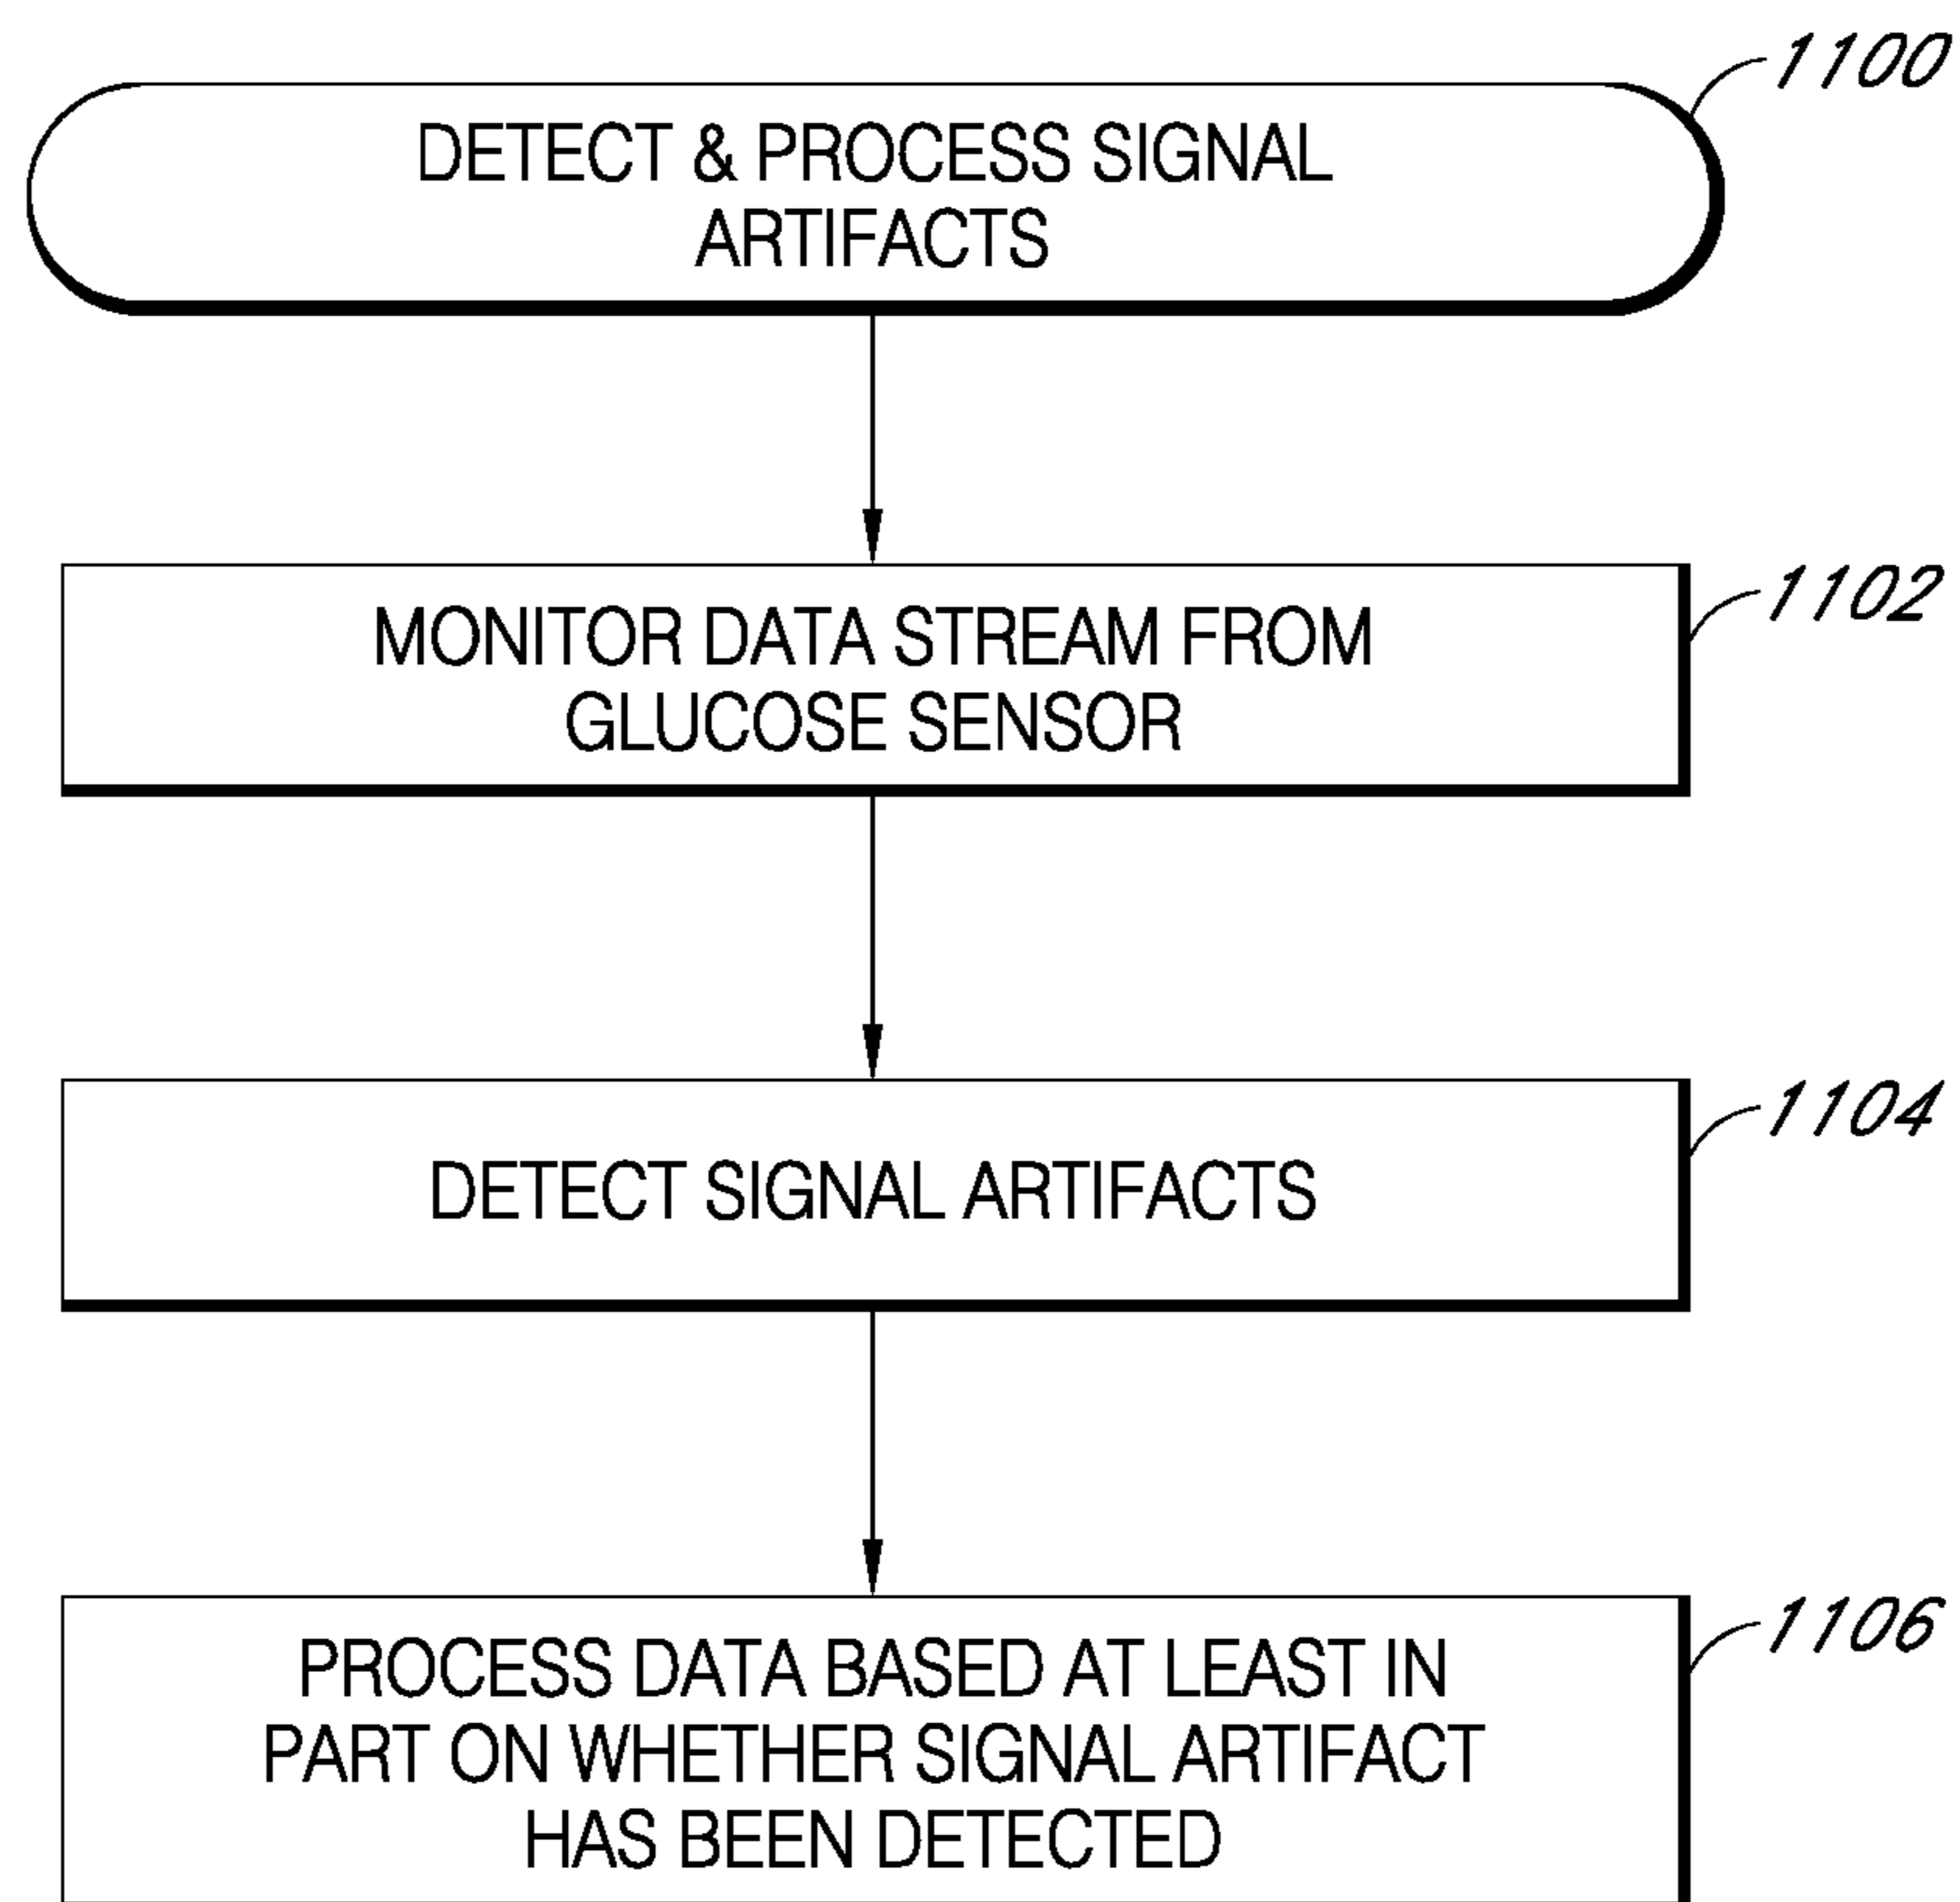 1100
DETECT & PROCESS SIGNAL
ARTIFACTS
1102
MONITOR DATA STREAM FROM
GLUCOSE SENSOR
1104
DETECT SIGNAL ARTIFACTS
1106
PROCESS DATA BASED AT LEAST IN
PART ON WHETHER SIGNAL ARTIFACT
HAS BEEN DETECTED